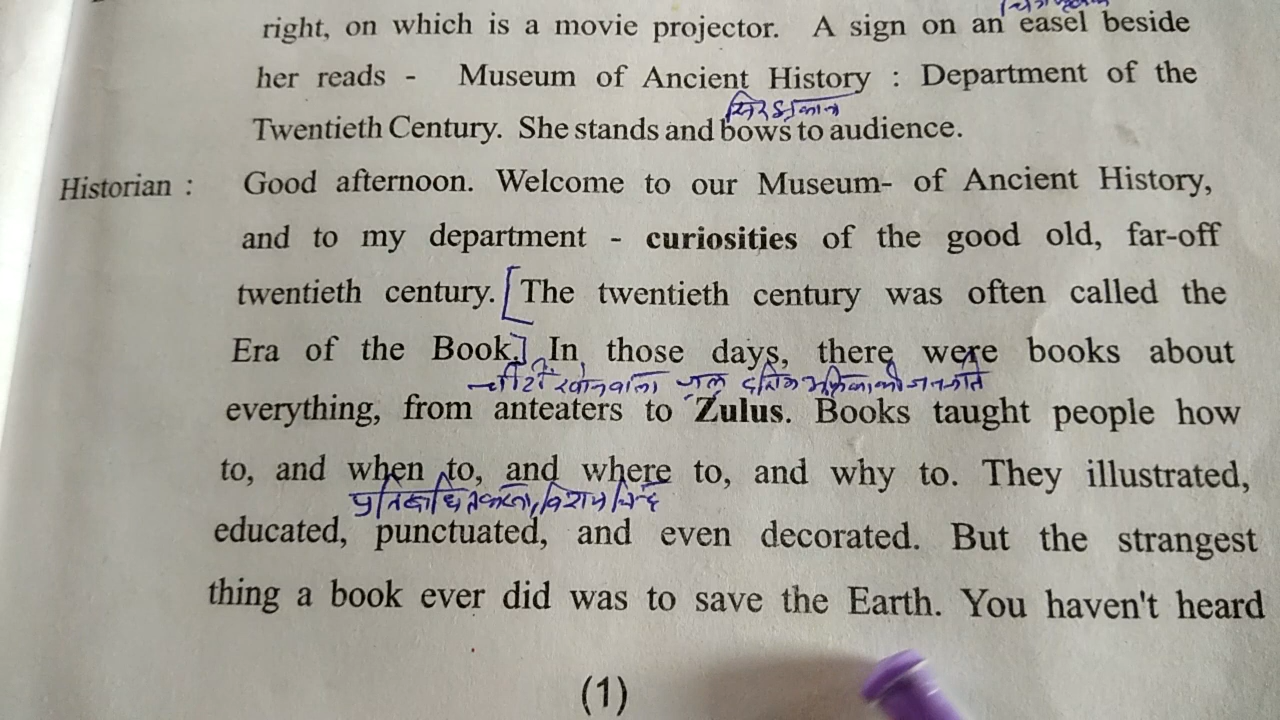 right, on which is a movie projector. A sign on an easel beside
her reads - Museum of Ancient History : Department of the
Twentieth Century. She stands and bows to audience.
Historian : Good afternoon. Welcome to our Museum- of Ancient History,
and to my department - curiosities of the good old, far-off
twentieth century. [The twentieth century was often called the
Era of the Book.] In those days, there were books about
everything, from anteaters to Zulus. Books taught people how
to, and when to, and where to, and why to. They illustrated,
educated, punctuated, and even decorated. But the strangest
thing a book ever did was to save the Earth. You haven't heard
(1)